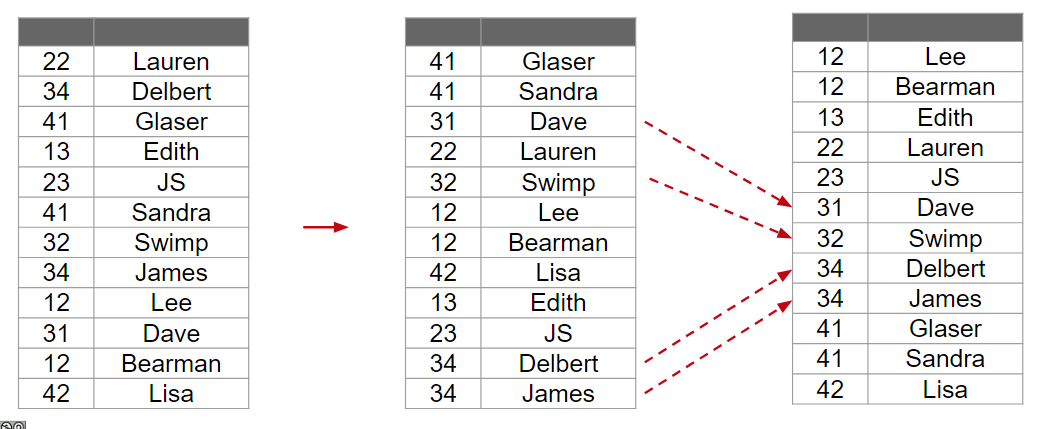 22 Lauren
34 Delbert
41 Glaser
13 Edith
23 JS
41 Sandra
32 Swimp
34 James
12 Lee
31 Dave
12 Bearman
42 Lisa
41 Glaser
41 Sandra
31 Dave
22 Lauren
32 Swimp
12 Lee
12 Bearman
42 Lisa
13 Edith
23 JS
34 Delbert
34 James
12 Lee
12 Bearman
13 Edith
22 Lauren
23 JS
31 Dave
32 Swimp
34 Delbert
34 James
41 Glaser
41 Sandra
42 Lisa